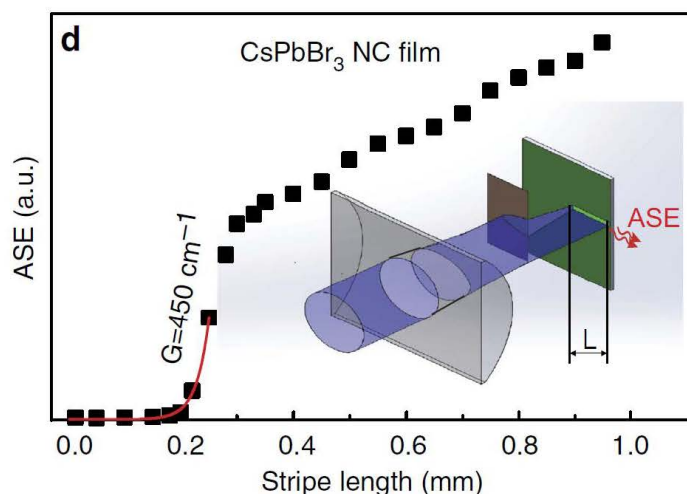 d
CsPbBr₃ NC film
ASE (a.u.)
G=450 cm−1
ASE
L
0.0 0.2 0.4 0.6 0.8 1.0
Stripe length (mm)